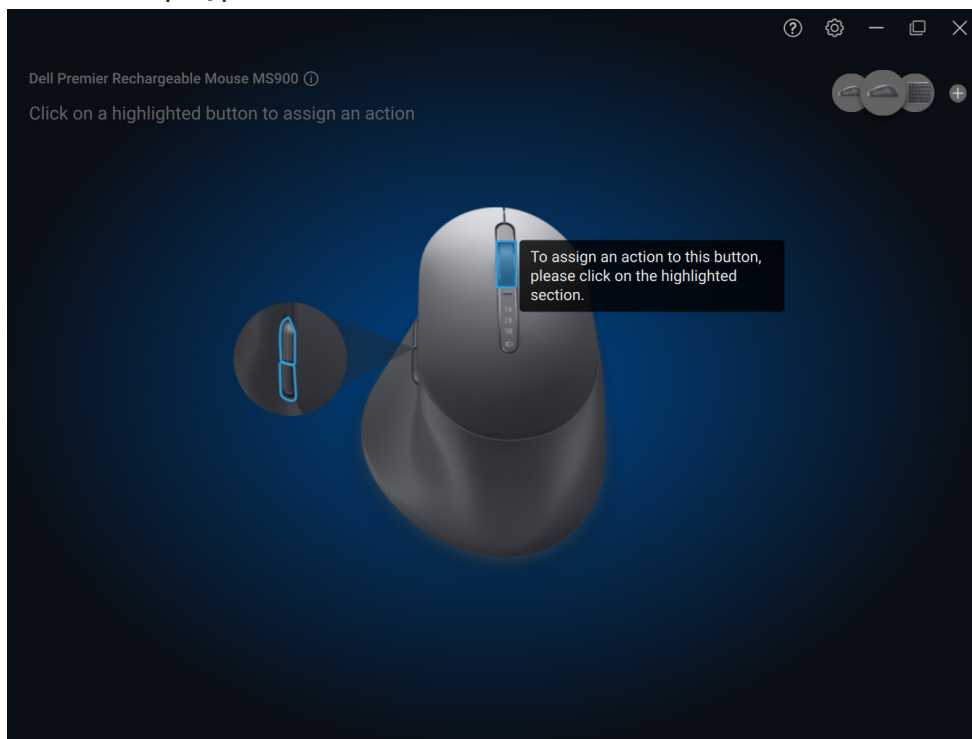 Dell Premier Rechargeable Mouse MS900
Click on a highlighted button to assign an action
To assign an action to this button,
please click on the highlighted
section.